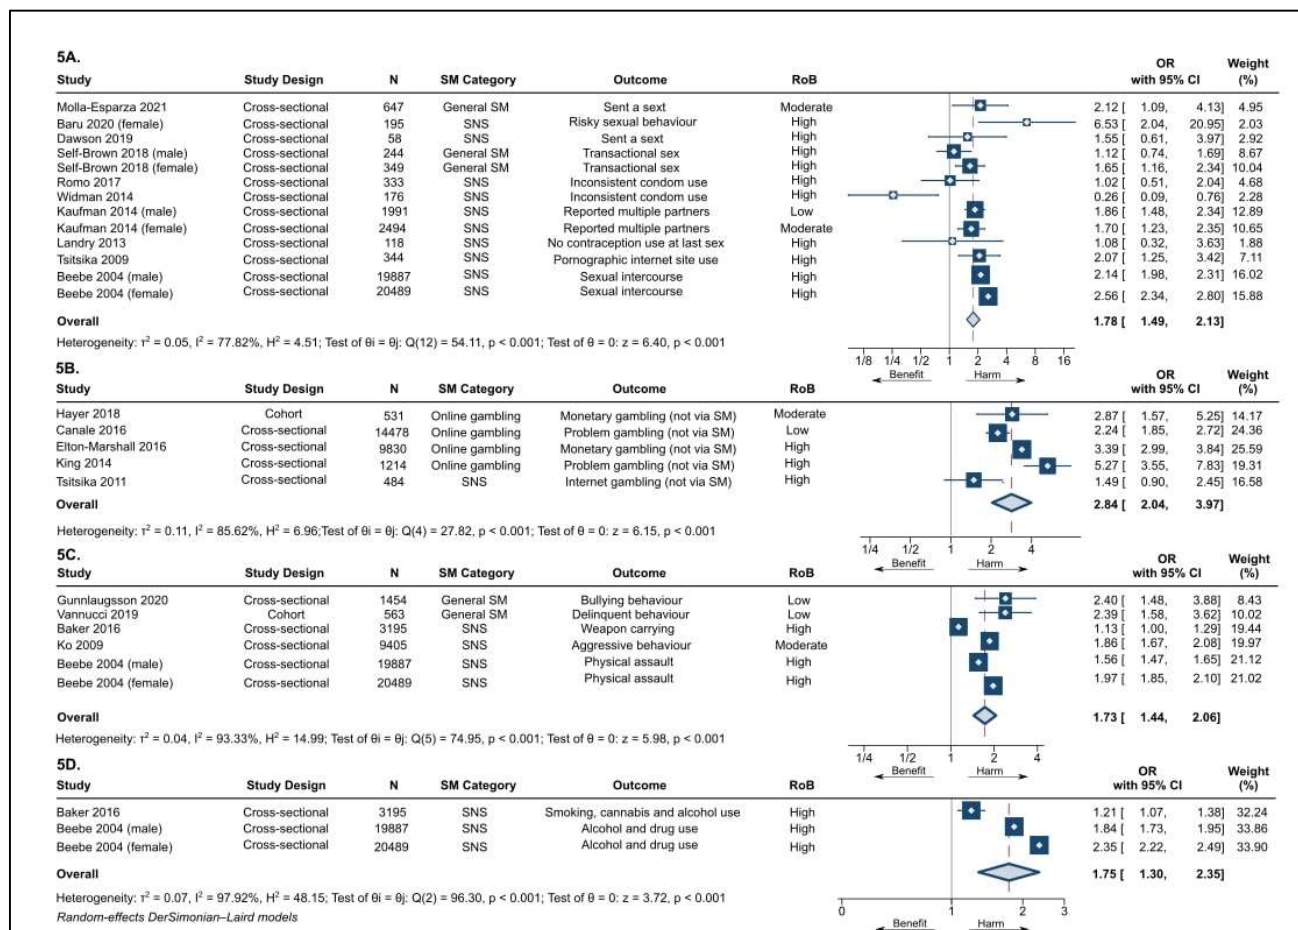 5A.
OR Weight
Study Study Design N SM Category Outcome RoB with 95% CI (%)
Molla-Esparza 2021 Cross-sectional 647 General SM Sent a sext Moderate 2.12 [ 1.09, 4.13] 4.95
Baru 2020 (female) Cross-sectional 195 SNS Risky sexual behaviour High 6.53 [ 2.04, 20.95] 2.03
Dawson 2019 Cross-sectional 58 SNS Sent a sext High 1.55 [ 0.61, 3.97] 2.92
Self-Brown 2018 (male) Cross-sectional 244 General SM Transactional sex High 1.12 [ 0.74, 1.69] 8.67
Self-Brown 2018 (female) Cross-sectional 349 General SM Transactional sex High 1.65 [ 1.16, 2.34] 10.04
Romo 2017 Cross-sectional 333 SNS Inconsistent condom use High 1.02 [ 0.51, 2.04] 4.68
Widman 2014 Cross-sectional 176 SNS Inconsistent condom use High 0.26 [ 0.09, 0.76] 2.28
Kaufman 2014 (male) Cross-sectional 1991 SNS Reported multiple partners Low 1.86 [ 1.48, 2.34] 12.89
Kaufman 2014 (female) Cross-sectional 2494 SNS Reported multiple partners Moderate 1.70 [ 1.23, 2.35] 10.65
Landry 2013 Cross-sectional 118 SNS No contraception use at last sex High 1.08 [ 0.32, 3.63] 1.88
Tsitsika 2009 Cross-sectional 344 SNS Pornographic internet site use High 2.07 [ 1.25, 3.42] 7.11
Beebe 2004 (male) Cross-sectional 19887 SNS Sexual intercourse High 2.14 [ 1.98, 2.31] 16.02
Beebe 2004 (female) Cross-sectional 20489 SNS Sexual intercourse High 2.56 [ 2.34, 2.80] 15.88
Overall 1.78 [ 1.49, 2.13]
Heterogeneity: τ² = 0.05, I² = 77.82%, H² = 4.51; Test of θi = θj: Q(12) = 54.11, p < 0.001; Test of θ = 0: z = 6.40, p < 0.001
1/8 1/4 1/2 1 2 4 8 16
Benefit Harm
5B.
OR Weight
Study Study Design N SM Category Outcome RoB with 95% CI (%)
Hayer 2018 Cohort 531 Online gambling Monetary gambling (not via SM) Moderate 2.87 [ 1.57, 5.25] 14.17
Canale 2016 Cross-sectional 14478 Online gambling Problem gambling (not via SM) Low 2.24 [ 1.85, 2.72] 24.36
Elton-Marshall 2016 Cross-sectional 9830 Online gambling Monetary gambling (not via SM) High 3.39 [ 2.99, 3.84] 25.59
King 2014 Cross-sectional 1214 Online gambling Problem gambling (not via SM) High 5.27 [ 3.55, 7.83] 19.31
Tsitsika 2011 Cross-sectional 484 SNS Internet gambling (not via SM) High 1.49 [ 0.90, 2.45] 16.58
Overall 2.84 [ 2.04, 3.97]
Heterogeneity: τ² = 0.11, I² = 85.62%, H² = 6.96;Test of θi = θj: Q(4) = 27.82, p < 0.001; Test of θ = 0: z = 6.15, p < 0.001
1/4 1/2 1 2 4
Benefit Harm
5C.
OR Weight
Study Study Design N SM Category Outcome RoB with 95% CI (%)
Gunnlaugsson 2020 Cross-sectional 1454 General SM Bullying behaviour Low 2.40 [ 1.48, 3.88] 8.43
Vannucci 2019 Cohort 563 General SM Delinquent behaviour Low 2.39 [ 1.58, 3.62] 10.02
Baker 2016 Cross-sectional 3195 SNS Weapon carrying High 1.13 [ 1.00, 1.29] 19.44
Ko 2009 Cross-sectional 9405 SNS Aggressive behaviour Moderate 1.86 [ 1.67, 2.08] 19.97
Beebe 2004 (male) Cross-sectional 19887 SNS Physical assault High 1.56 [ 1.47, 1.65] 21.12
Beebe 2004 (female) Cross-sectional 20489 SNS Physical assault High 1.97 [ 1.85, 2.10] 21.02
Overall 1.73 [ 1.44, 2.06]
Heterogeneity: τ² = 0.04, I² = 93.33%, H² = 14.99; Test of θi = θj: Q(5) = 74.95, p < 0.001; Test of θ = 0: z = 5.98, p < 0.001
1/4 1/2 1 2 4
Benefit Harm
5D.
OR Weight
Study Study Design N SM Category Outcome RoB with 95% CI (%)
Baker 2016 Cross-sectional 3195 SNS Smoking, cannabis and alcohol use High 1.21 [ 1.07, 1.38] 32.24
Beebe 2004 (male) Cross-sectional 19887 SNS Alcohol and drug use High 1.84 [ 1.73, 1.95] 33.86
Beebe 2004 (female) Cross-sectional 20489 SNS Alcohol and drug use High 2.35 [ 2.22, 2.49] 33.90
Overall 1.75 [ 1.30, 2.35]
Heterogeneity: τ² = 0.07, I² = 97.92%, H² = 48.15; Test of θi = θj: Q(2) = 96.30, p < 0.001; Test of θ = 0: z = 3.72, p < 0.001
Random-effects DerSimonian–Laird models
0 1 2 3
Benefit Harm